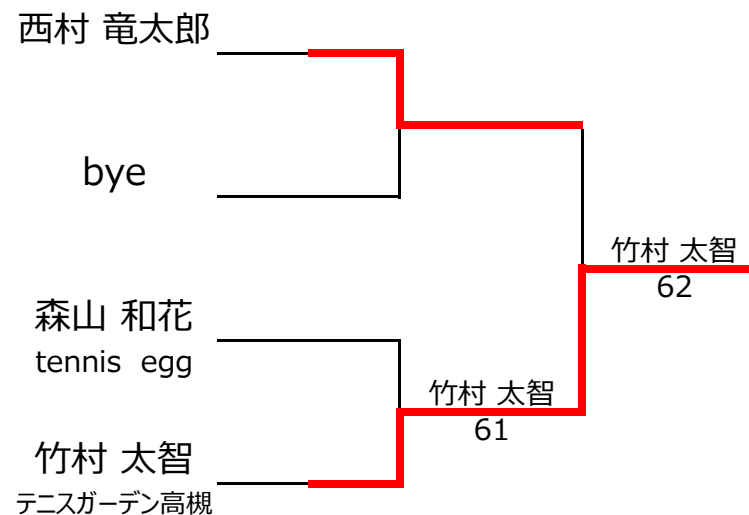 西村 竜太郎
bye
竹村 太智
62
森山 和花
tennis egg
竹村 太智
61
竹村 太智
テニスガーデン高槻